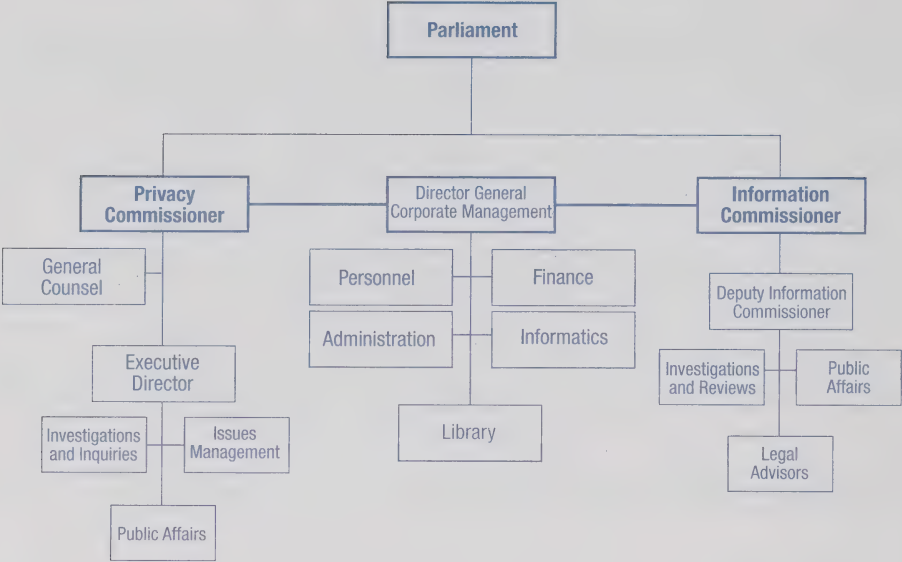 Parliament
Privacy
Commissioner
Director General
Corporate Management
Information
Commissioner
General
Counsel
Personnel
Finance
Deputy Information
Commissioner
Administration
Informatics
Executive
Director
Investigations
and Reviews
Public
Affairs
Investigations
and Inquiries
Issues
Management
Library
Legal
Advisors
Public Affairs